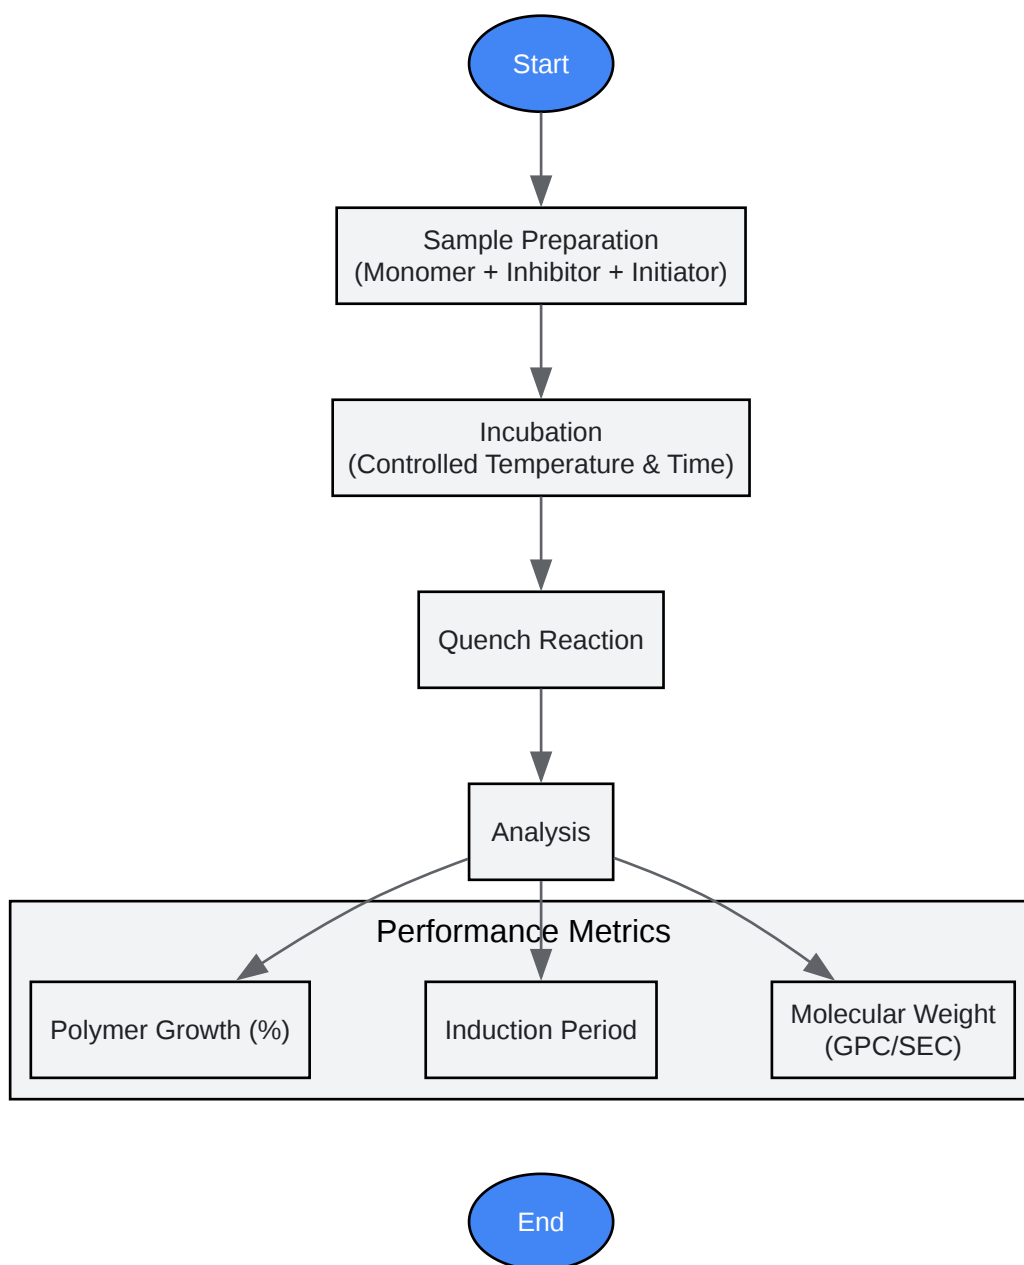 Start
Sample Preparation
(Monomer + Inhibitor + Initiator)
Incubation
(Controlled Temperature & Time)
Quench Reaction
Analysis
Performance Metrics
Polymer Growth (%)
Induction Period
Molecular Weight
(GPC/SEC)
End